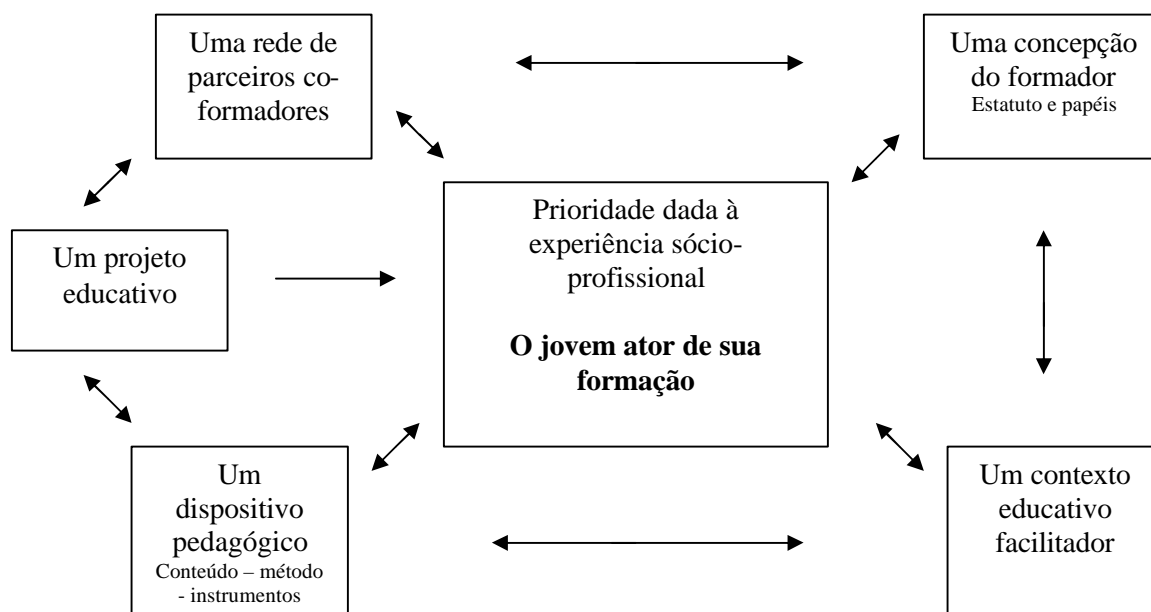 Uma rede de
parceiros co-
formadores
Uma concepção
do formador
Estatuto e papéis
Um projeto
educativo
Prioridade dada à
experiência sócio-
profissional
O jovem ator de sua
formação
Um
dispositivo
pedagógico
Conteúdo – método
- instrumentos
Um contexto
educativo
facilitador